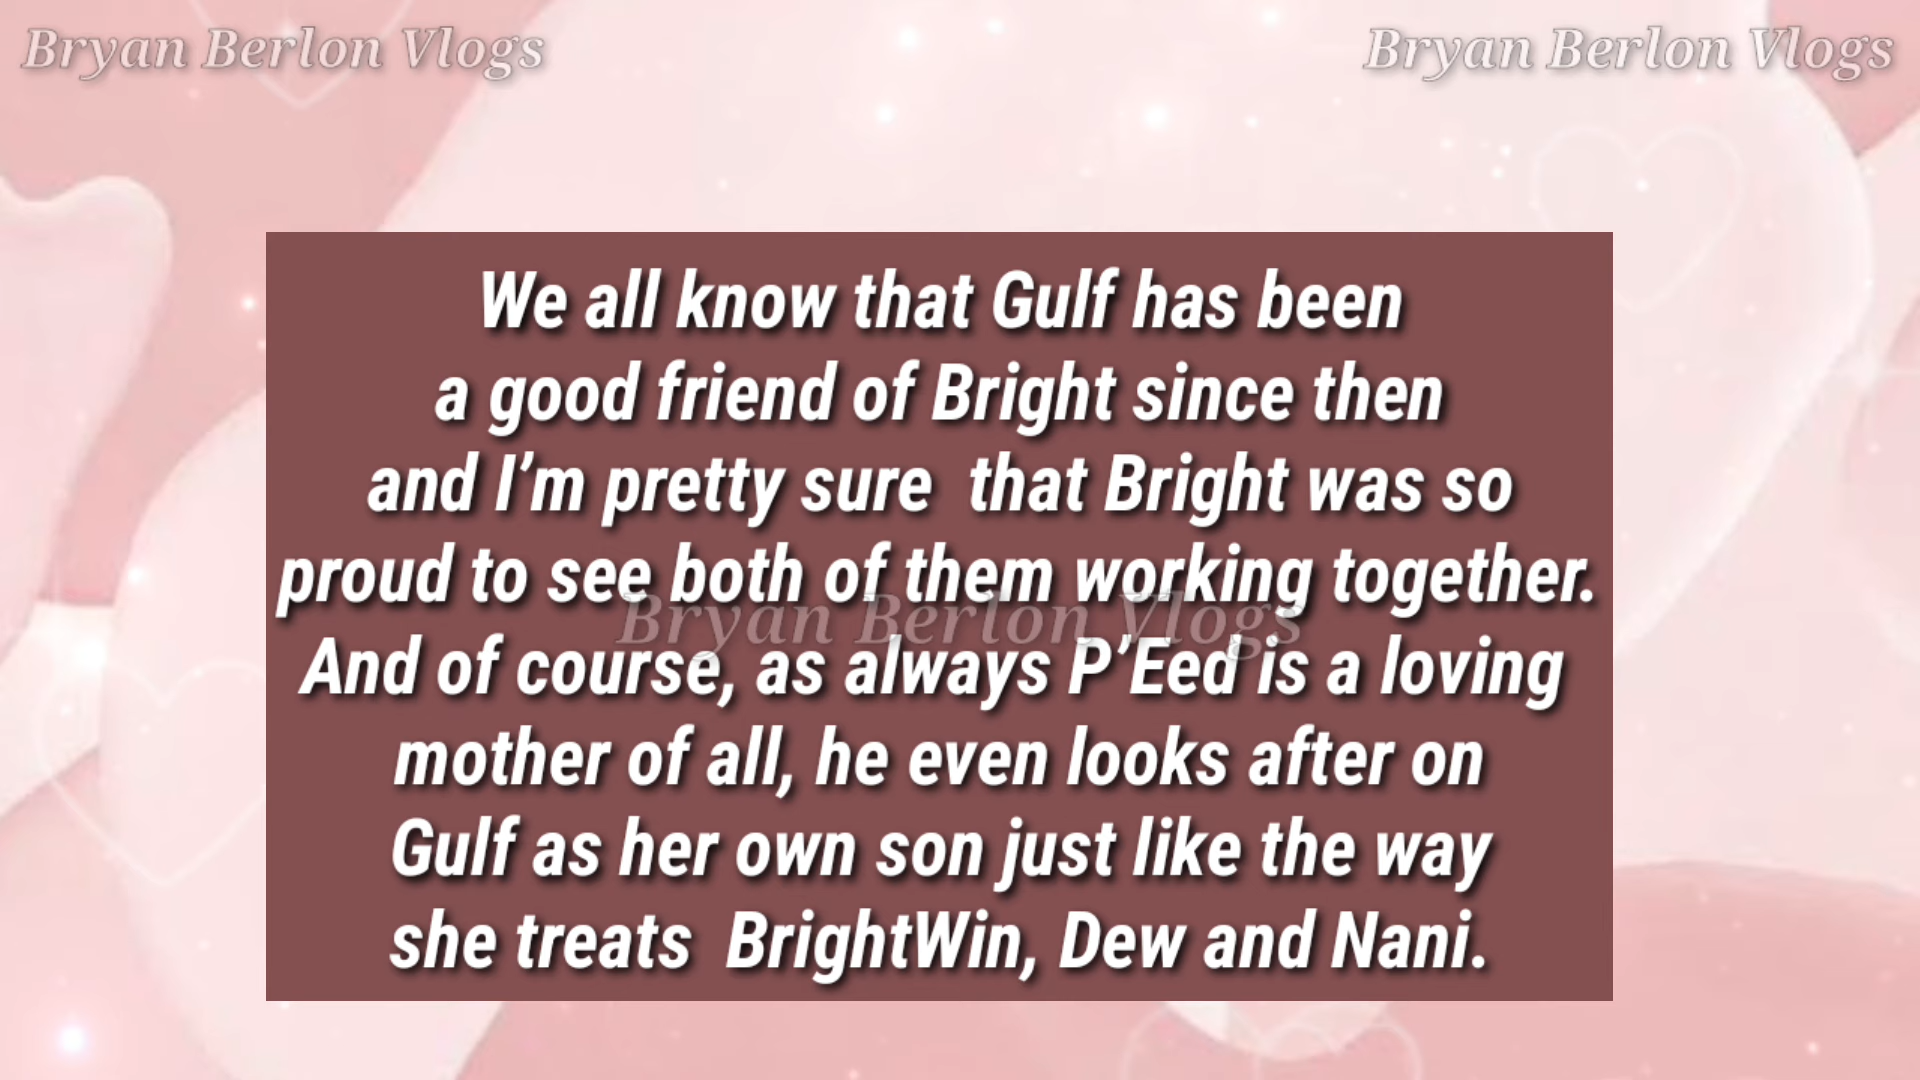 Bryan Berlon Vlogs
Bryan Berlon Vlogs
We all know that Gulf has been
a good friend of Bright since then
and I’m pretty sure  that Bright was so
proud to see both of them working together.
Bryan Berlon Vlogs
And of course, as always P’Eed is a loving
mother of all, he even looks after on
Gulf as her own son just like the way
she treats  BrightWin, Dew and Nani.